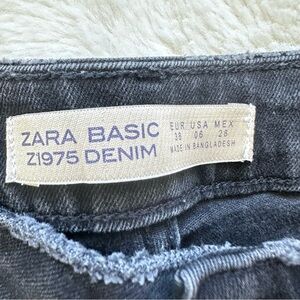 ZARA BASIC
Z1975 DENIM
EUR USA MEX
38 06 28
MADE IN BANGLADESH